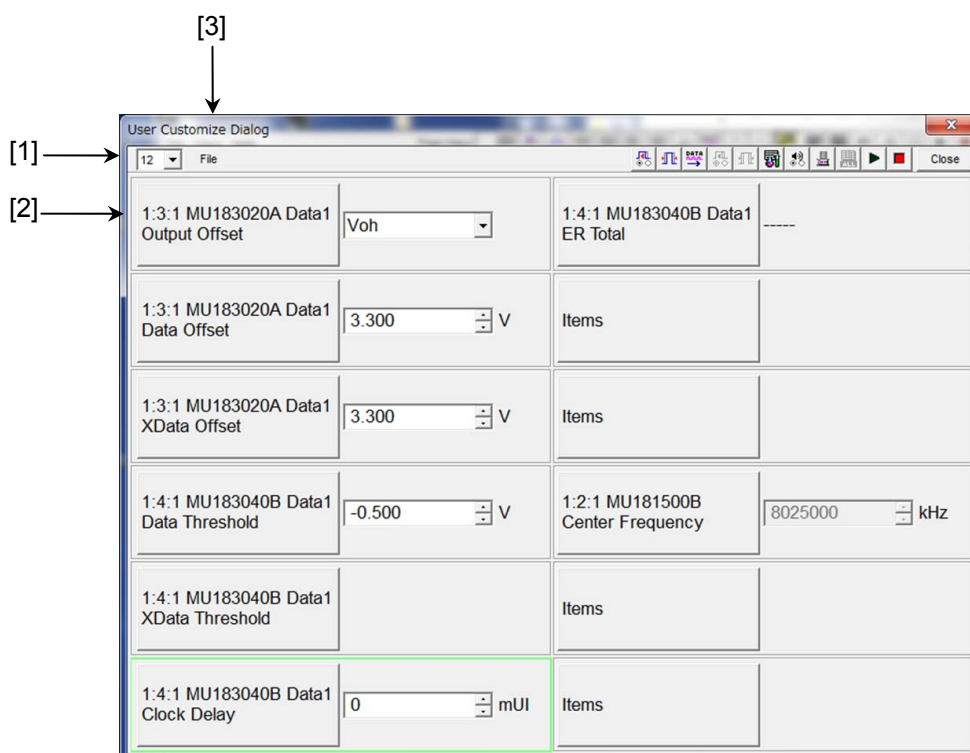 [3]
User Customize Dialog
[1]
12
File
DATA
Close
[2]
1:3:1 MU183020A Data1
Output Offset
Voh
1:4:1 MU183040B Data1
ER Total
-----
1:3:1 MU183020A Data1
Data Offset
3.300
V
Items
1:3:1 MU183020A Data1
XData Offset
3.300
V
Items
1:4:1 MU183040B Data1
Data Threshold
-0.500
V
1:2:1 MU181500B
Center Frequency
8025000
kHz
1:4:1 MU183040B Data1
XData Threshold
Items
1:4:1 MU183040B Data1
Clock Delay
0
mUI
Items